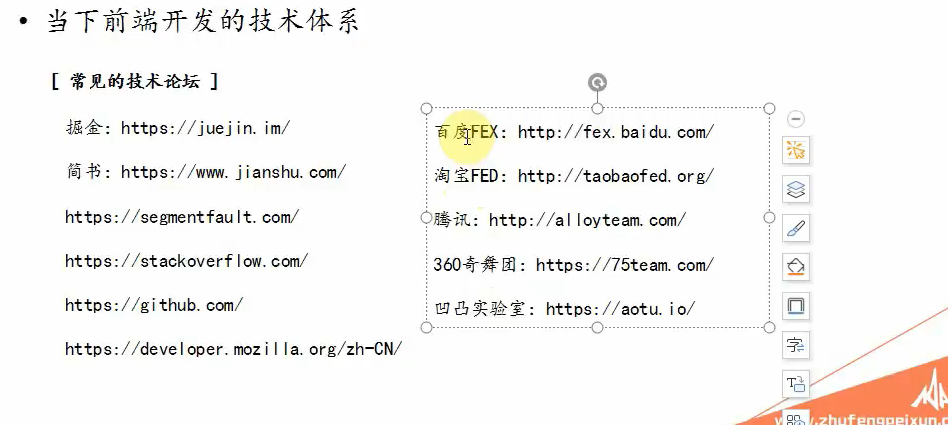 • 当下前端开发的技术体系
[ 常见的技术论坛 ]
掘金：https://juejin.im/
简书：https://www.jianshu.com/
https://segmentfault.com/
https://stackoverflow.com/
https://github.com/
https://developer.mozilla.org/zh-CN/
百度FEX：http://fex.baidu.com/
淘宝FED：http://taobaofed.org/
腾讯：http://alloyteam.com/
360奇舞团：https://75team.com/
凹凸实验室：https://aotu.io/
字
T